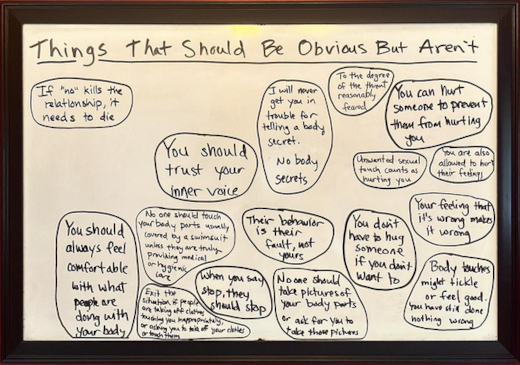 Things That Should Be Obvious But Aren't
If "no" kills the
relationship, it
needs to die
I will never
get you in
trouble for
telling a body
secret.
No body
secrets
To the degree
of the threat
reasonably
feared
You can hurt
someone to prevent
them from hurting
you
You should
trust your
inner voice
Unwanted sexual
touch counts as
hurting you
You are also
allowed to hurt
their feelings
You should
always feel
comfortable
with what
people are
doing with
your body
No one should touch
your body parts usually
covered by a swimsuit
unless they are truly
providing medical
or hygienic
care
Their behavior
is their
fault, not
yours
You don't
have to hug
someone
if you don't
want to
Your feeling that
it's wrong makes
it wrong
Exit the
situation if people
are taking off clothes
touching you inappropriately,
or asking you to take off your clothes
or touch them
When you say
stop, they
should stop
No one should
take pictures of
your body parts
or ask for you to
take those pictures
Body touches
might tickle
or feel good.
You have still done
nothing wrong